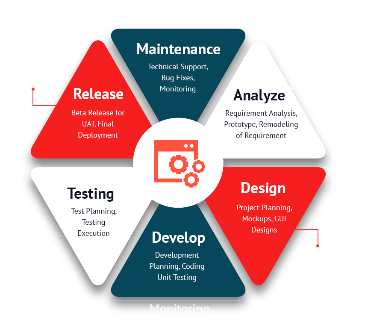 Maintenance
Technical Support,
Bug Fixes,
Monitoring
Release
Beta Release for
UAT, Final
Deployment
Analyze
Requirement Analysis,
Prototype, Remodeling
of Requirement
Testing
Test Planning,
Testing
Execution
Design
Project Planning,
Mockups, GUI
Designs
Develop
Development
Planning, Coding
Unit Testing
Monitoring